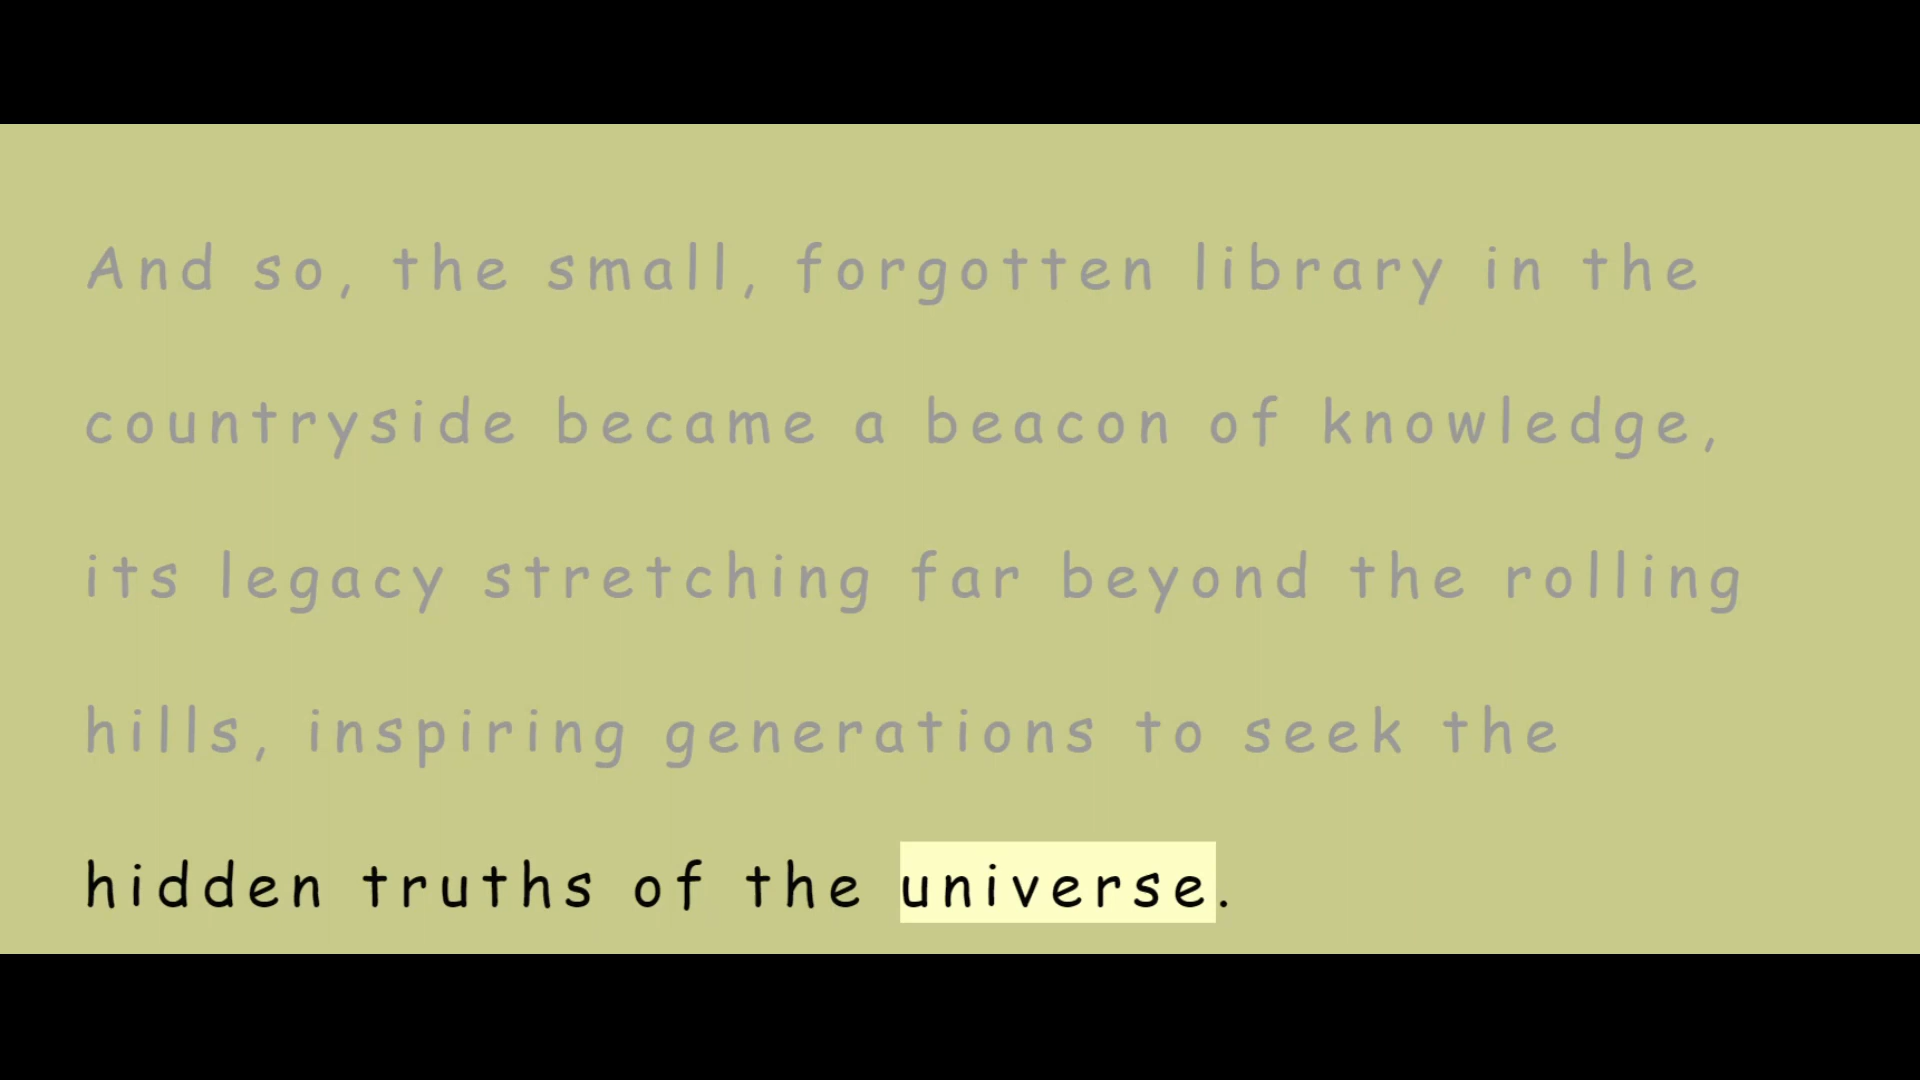 And so, the small, forgotten library in the
countryside became a beacon of knowledge,
its legacy stretching far beyond the rolling
hills, inspiring generations to seek the
hidden truths of the universe.